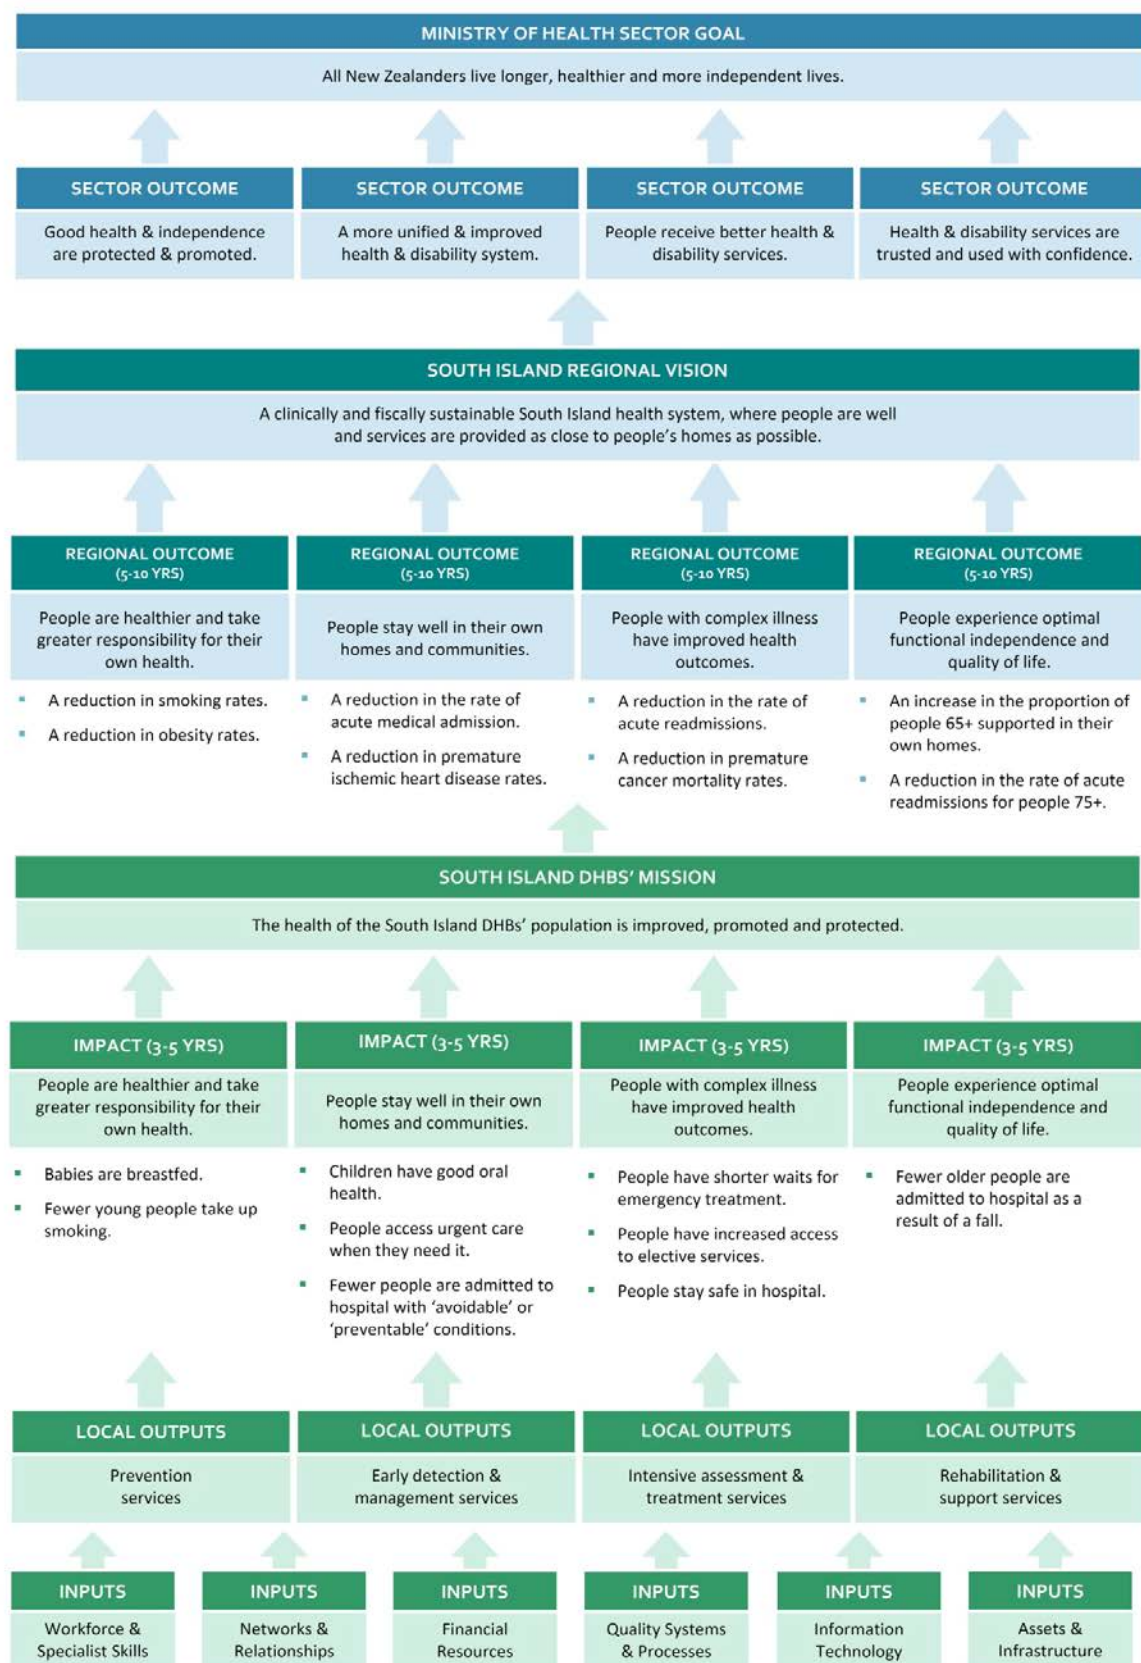 MINISTRY OF HEALTH SECTOR GOAL
All New Zealanders live longer, healthier and more independent lives.
SECTOR OUTCOME
Good health & independence
are protected & promoted.
SECTOR OUTCOME
A more unified & improved
health & disability system.
SECTOR OUTCOME
People receive better health &
disability services.
SECTOR OUTCOME
Health & disability services are
trusted and used with confidence.
SOUTH ISLAND REGIONAL VISION
A clinically and fiscally sustainable South Island health system, where people are well
and services are provided as close to people's homes as possible.
REGIONAL OUTCOME
(5-10 YRS)
People are healthier and take
greater responsibility for their
own health.
▪ A reduction in smoking rates.
▪ A reduction in obesity rates.
REGIONAL OUTCOME
(5-10 YRS)
People stay well in their own
homes and communities.
▪ A reduction in the rate of
acute medical admission.
▪ A reduction in premature
ischemic heart disease rates.
REGIONAL OUTCOME
(5-10 YRS)
People with complex illness
have improved health
outcomes.
▪ A reduction in the rate of
acute readmissions.
▪ A reduction in premature
cancer mortality rates.
REGIONAL OUTCOME
(5-10 YRS)
People experience optimal
functional independence and
quality of life.
▪ An increase in the proportion of
people 65+ supported in their
own homes.
▪ A reduction in the rate of acute
readmissions for people 75+.
SOUTH ISLAND DHBS' MISSION
The health of the South Island DHBs' population is improved, promoted and protected.
IMPACT (3-5 YRS)
People are healthier and take
greater responsibility for their
own health.
▪ Babies are breastfed.
▪ Fewer young people take up
smoking.
IMPACT (3-5 YRS)
People stay well in their own
homes and communities.
▪ Children have good oral
health.
▪ People access urgent care
when they need it.
▪ Fewer people are admitted to
hospital with 'avoidable' or
'preventable' conditions.
IMPACT (3-5 YRS)
People with complex illness
have improved health
outcomes.
▪ People have shorter waits for
emergency treatment.
▪ People have increased access
to elective services.
▪ People stay safe in hospital.
IMPACT (3-5 YRS)
People experience optimal
functional independence and
quality of life.
▪ Fewer older people are
admitted to hospital as a
result of a fall.
LOCAL OUTPUTS
Prevention
services
LOCAL OUTPUTS
Early detection &
management services
LOCAL OUTPUTS
Intensive assessment &
treatment services
LOCAL OUTPUTS
Rehabilitation &
support services
INPUTS
Workforce &
Specialist Skills
INPUTS
Networks &
Relationships
INPUTS
Financial
Resources
INPUTS
Quality Systems
& Processes
INPUTS
Information
Technology
INPUTS
Assets &
Infrastructure